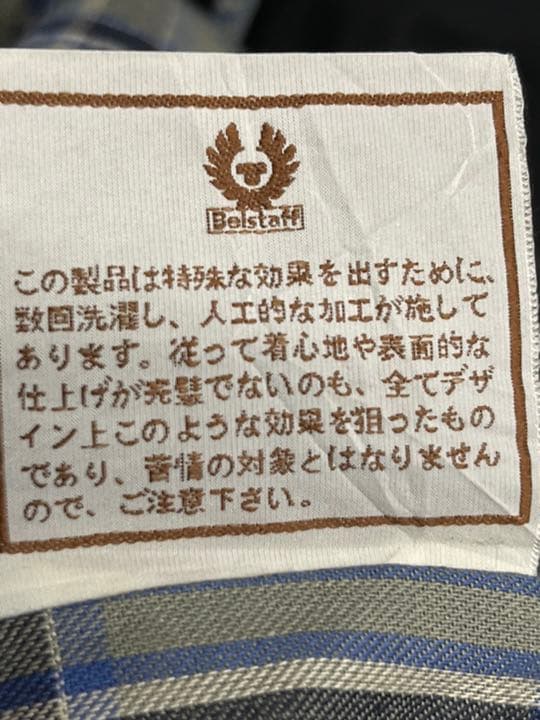 Belstaff
この製品は特殊な効果を出すために、
数回洗濯し、人工的な加工が施して
あります。従って着心地や表面的な
仕上げが完璧でないのも、全てデザ
イン上このような効果を狙ったもの
であり、苦情の対象とはなりません
ので、ご注意下さい。